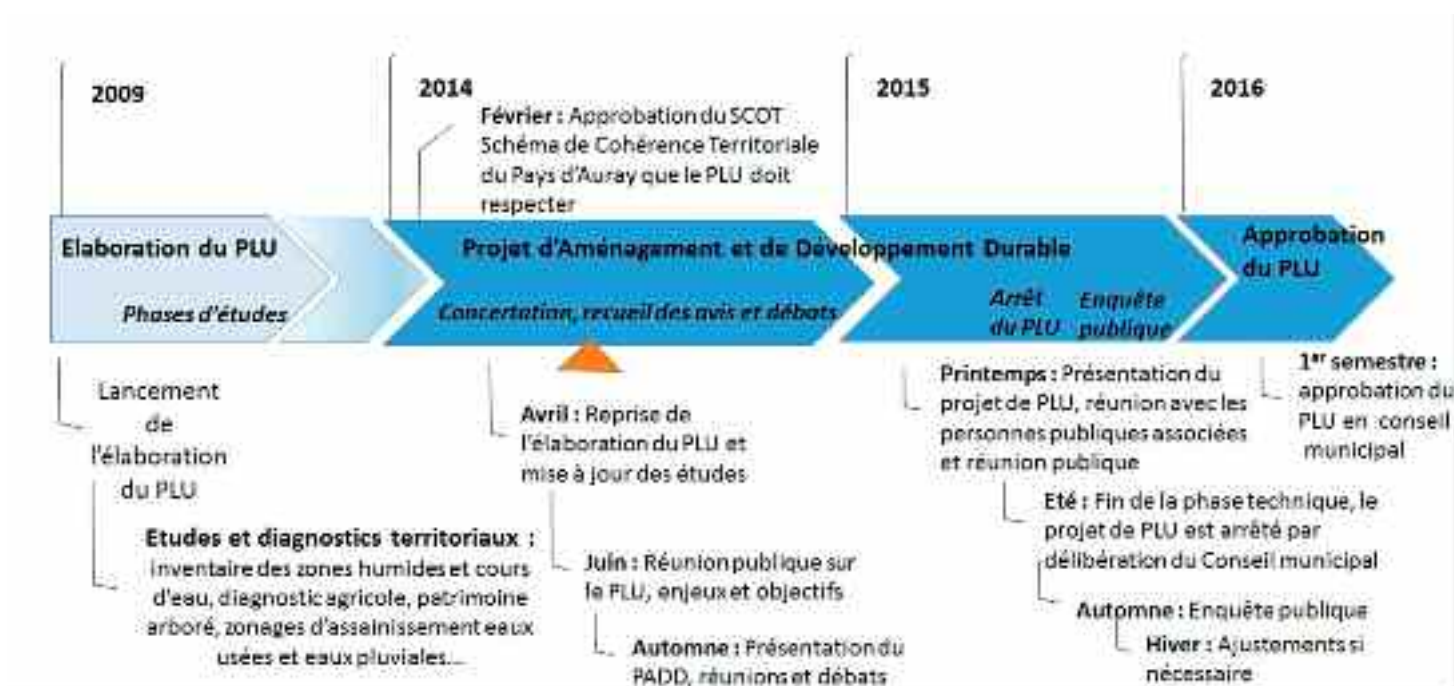 2009
2014
2015
2016
Février : Approbation du SCOT
Schéma de Cohérence Territoriale
du Pays d'Auray que le PLU doit
respecter
Elaboration du PLU
Phases d'études
Projet d'Aménagement et de Développement Durable
Concertation, recueil des avis et débats
Arrêt
du PLU
Enquête
publique
Approbation
du PLU
Lancement
de
l'élaboration
du PLU
Etudes et diagnostics territoriaux :
inventaire des zones humides et cours
d'eau, diagnostic agricole, patrimoine
arboré, zonages d'assainissement eaux
usées et eaux pluviales...
Avril : Reprise de
l'élaboration du PLU et
mise à jour des études
Juin : Réunion publique sur
le PLU, enjeux et objectifs
Automne : Présentation du
PADD, réunions et débats
Printemps : Présentation du
projet de PLU, réunion avec les
personnes publiques associées
et réunion publique
Eté : Fin de la phase technique, le
projet de PLU est arrêté par
délibération du Conseil municipal
Automne : Enquête publique
Hiver : Ajustements si
nécessaire
1er semestre :
approbation du
PLU en conseil
municipal